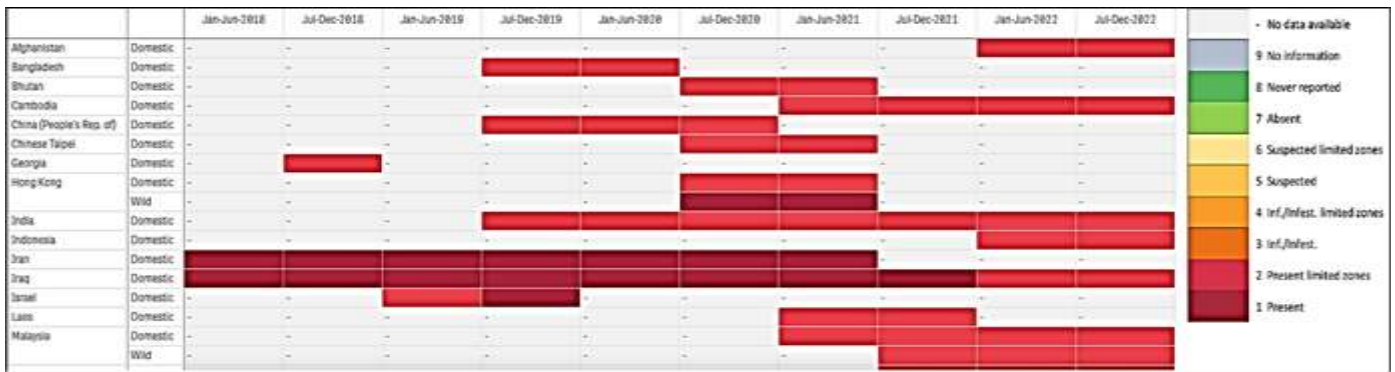 Jan-Jun-2018 Jul-Dec-2018 Jan-Jun-2019 Jul-Dec-2019 Jan-Jun-2020 Jul-Dec-2020 Jan-Jun-2021 Jul-Dec-2021 Jan-Jun-2022 Jul-Dec-2022
Afghanistan Domestic - - - - - - - -
Bangladesh Domestic - - - - - - - -
Bhutan Domestic - - - - - - - -
Cambodia Domestic - - - - - -
China (People's Rep. of) Domestic - - - - - - -
Chinese Taipei Domestic - - - - - - - -
Georgia Domestic - - - - - - - - -
Hong Kong Domestic - - - - - - - -
Wild - - - - - - - -
India Domestic - - -
Indonesia Domestic - - - - - - - -
Iran Domestic - - -
Iraq Domestic
Israel Domestic - - - - - - - -
Laos Domestic - - - - - - - -
Malaysia Domestic - - - - - -
Wild - - - - - - -
- No data available
9 No information
8 Never reported
7 Absent
6 Suspected limited zones
5 Suspected
4 Inf./Infest. limited zones
3 Inf./Infest.
2 Present limited zones
1 Present